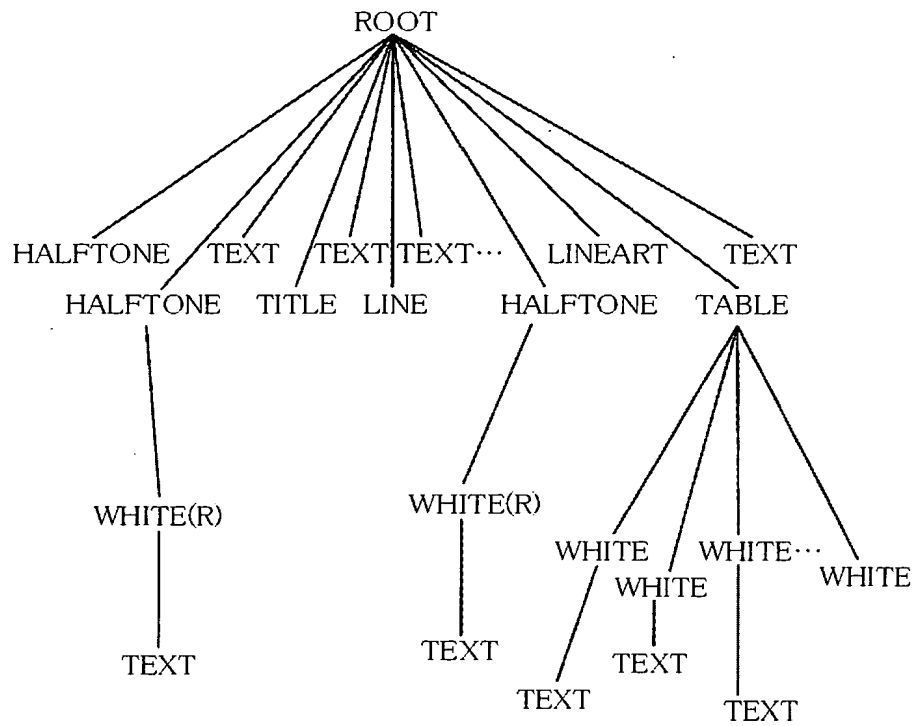 ROOT
HALFTONE TEXT TEXT TEXT… LINEART TEXT
HALFTONE TITLE LINE HALFTONE TABLE
WHITE(R) WHITE(R)
WHITE WHITE… WHITE
WHITE
TEXT TEXT TEXT
TEXT TEXT